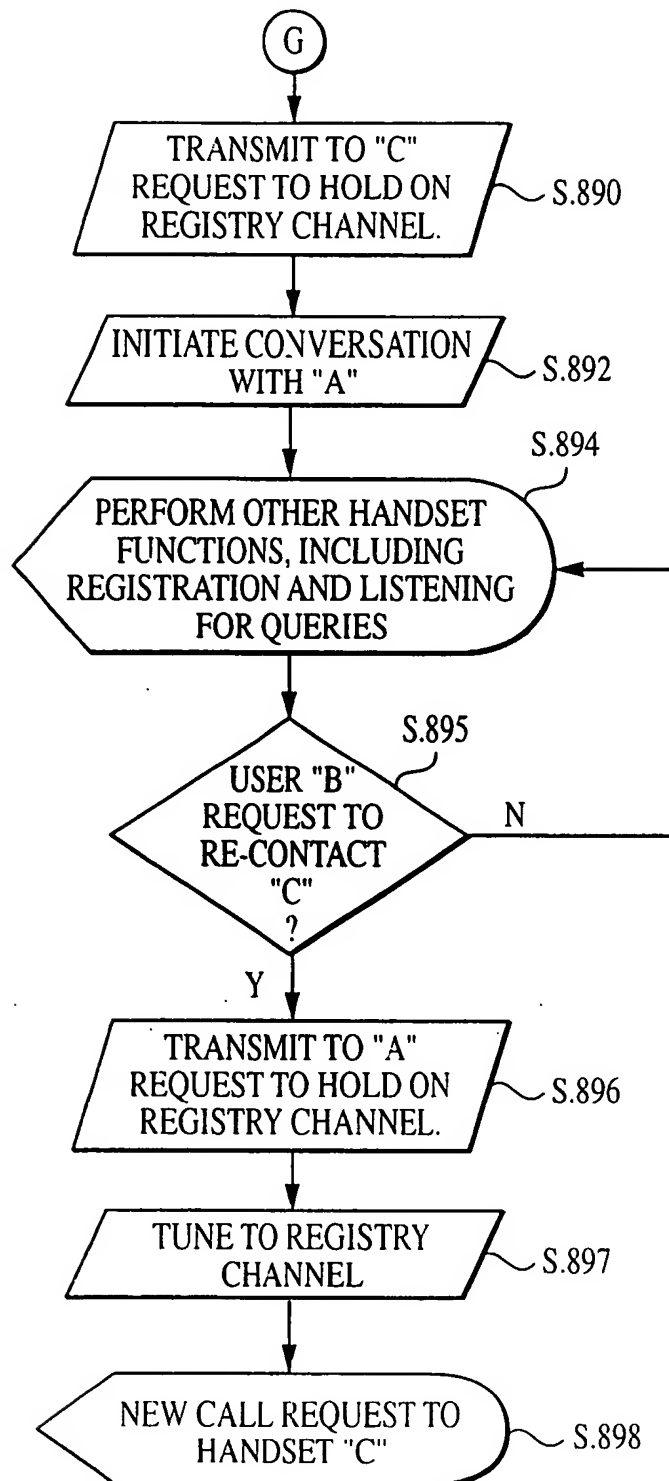 G
TRANSMIT TO "C"
REQUEST TO HOLD ON
REGISTRY CHANNEL.
S.890
INITIATE CONVERSATION
WITH "A"
S.892
S.894
PERFORM OTHER HANDSET
FUNCTIONS, INCLUDING
REGISTRATION AND LISTENING
FOR QUERIES
S.895
USER "B"
REQUEST TO
RE-CONTACT
"C"
?
N
Y
TRANSMIT TO "A"
REQUEST TO HOLD ON
REGISTRY CHANNEL.
S.896
TUNE TO REGISTRY
CHANNEL
S.897
NEW CALL REQUEST TO
HANDSET "C"
S.898